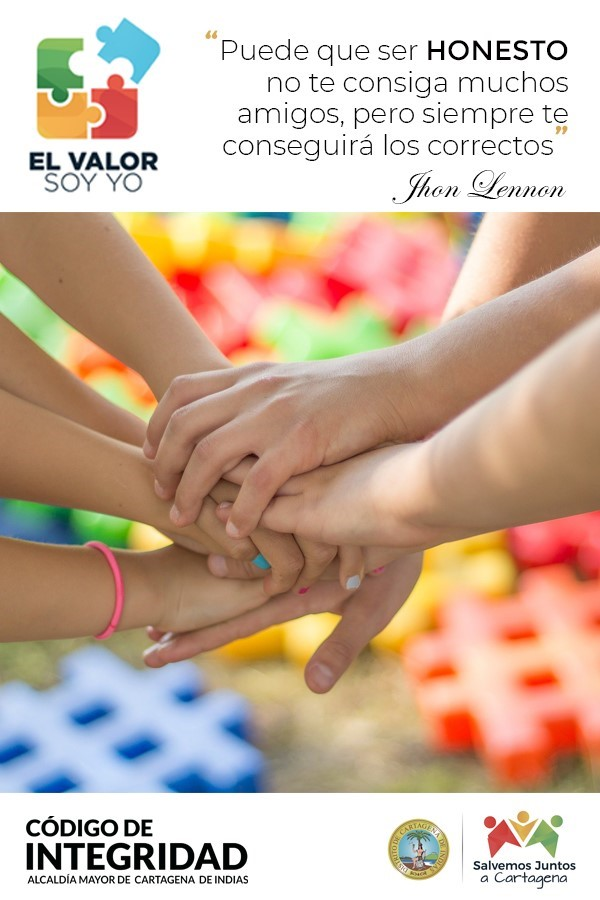 EL VALOR
SOY YO
“Puede que ser HONESTO
no te consiga muchos
amigos, pero siempre te
conseguirá los correctos”
Jhon Lennon
CÓDIGO DE
INTEGRIDAD
ALCALDÍA MAYOR DE CARTAGENA DE INDIAS
Salvemos Juntos
a Cartagena